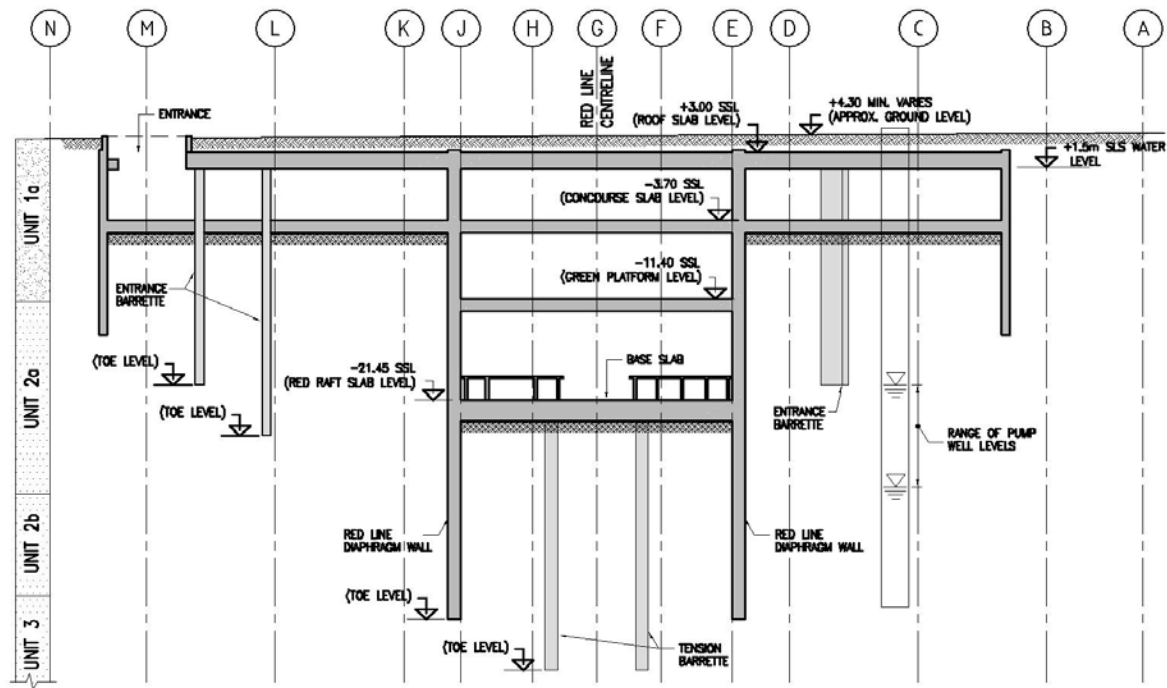 N M L K J H G F E D C B A
RED LINE
CENTRELINE
ENTRANCE
+3.00 SSL
(ROOF SLAB LEVEL)
+4.30 MIN. VARIES
(APPROX. GROUND LEVEL)
+1.5m SLS WATER
LEVEL
UNIT 1a
-3.70 SSL
(CONCOURSE SLAB LEVEL)
-11.40 SSL
(GREEN PLATFORM LEVEL)
ENTRANCE
BARRETTE
(TOE LEVEL)
-21.45 SSL
(RED RAFT SLAB LEVEL)
BASE SLAB
UNIT 2a
(TOE LEVEL)
ENTRANCE
BARRETTE
RANGE OF PUMP
WELL LEVELS
UNIT 2b
RED LINE
DIAPHRAGM WALL
RED LINE
DIAPHRAGM WALL
(TOE LEVEL)
UNIT 3
(TOE LEVEL)
TENSION
BARRETTE